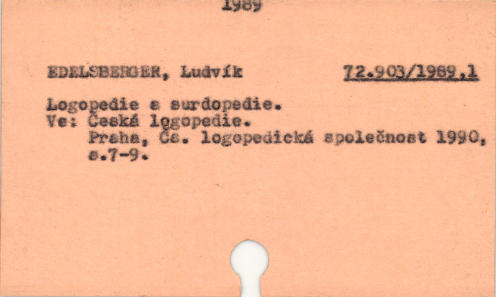 1989
EDELSBERGER, Ludvík 72.903/1989,1
Logopedie a surdopedie.
Ve: Česká logopedie.
Praha, Čs. logopedická společnost 1990,
s.7-9.